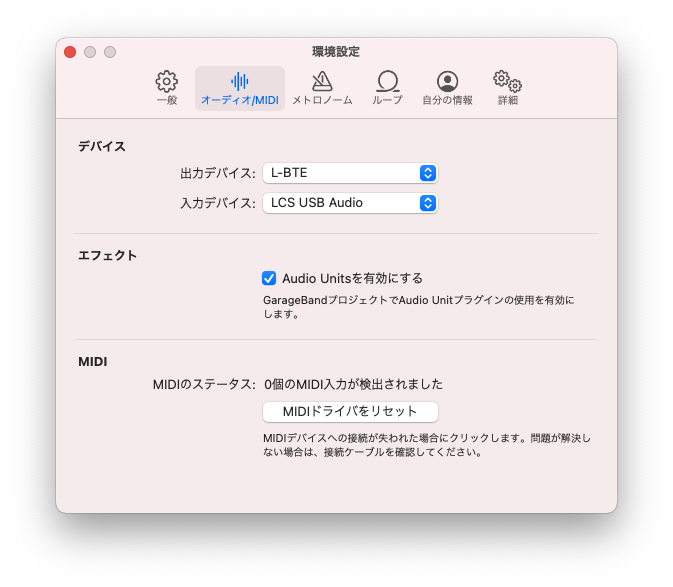 環境設定
一般
オーディオ/MIDI
メトロノーム
ループ
自分の情報
詳細
デバイス
出力デバイス: L-BTE
入力デバイス: LCS USB Audio
エフェクト
Audio Unitsを有効にする
GarageBandプロジェクトでAudio Unitプラグインの使用を有効に
します。
MIDI
MIDIのステータス: 0個のMIDI入力が検出されました
MIDIドライバをリセット
MIDIデバイスへの接続が失われた場合にクリックします。問題が解決し
ない場合は、接続ケーブルを確認してください。